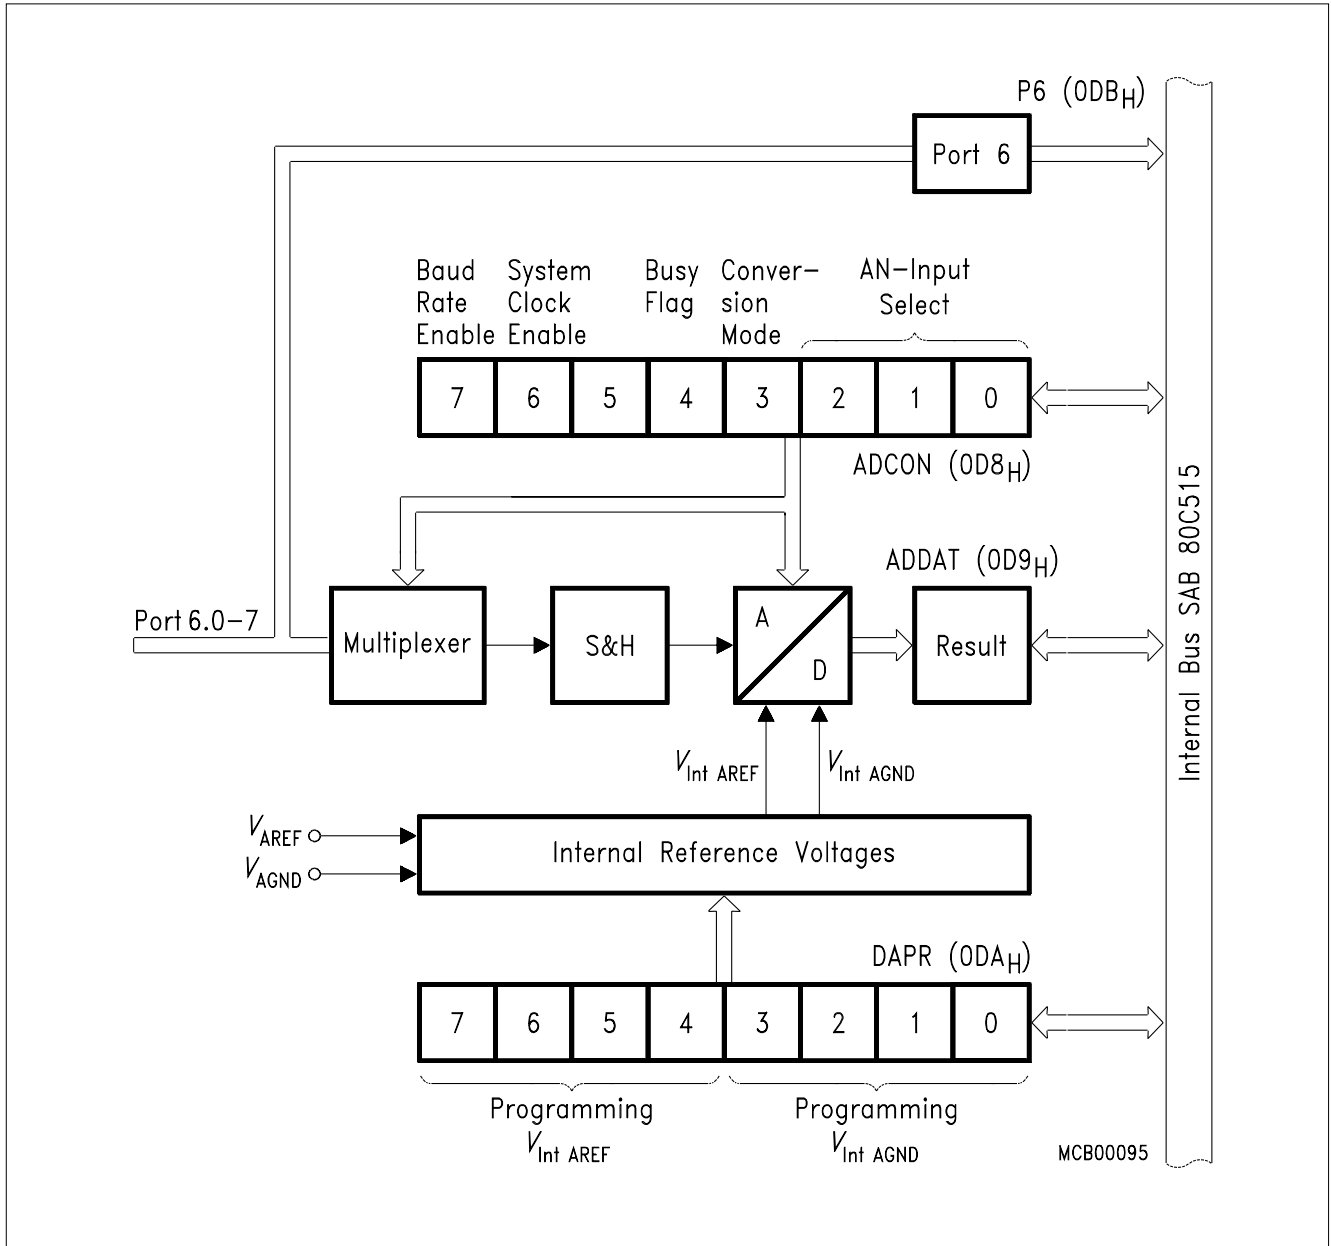 P6 (0DBH)
Port 6
Baud Rate Enable
System Clock Enable
Busy Flag
Conver-
sion
Mode
AN-Input
Select
7 6 5 4 3 2 1 0
ADCON (0D8H)
ADDAT (0D9H)
Port 6.0-7
Multiplexer
S&H
A
D
Result
VInt AREF
VInt AGND
VAREF
VAGND
Internal Reference Voltages
DAPR (0DAH)
7 6 5 4 3 2 1 0
Programming
VInt AREF
Programming
VInt AGND
MCB00095
Internal Bus SAB 80C515